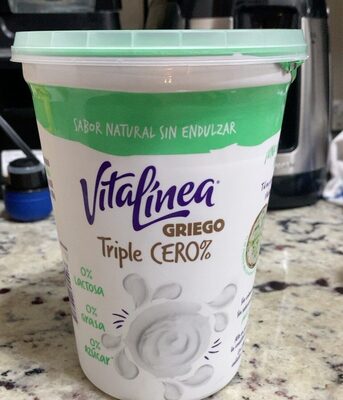 SABOR NATURAL SIN ENDULZAR
VitaLínea
GRIEGO
Triple CERO%
0%
LACTOSA
0%
Grasa
0%
azúcar